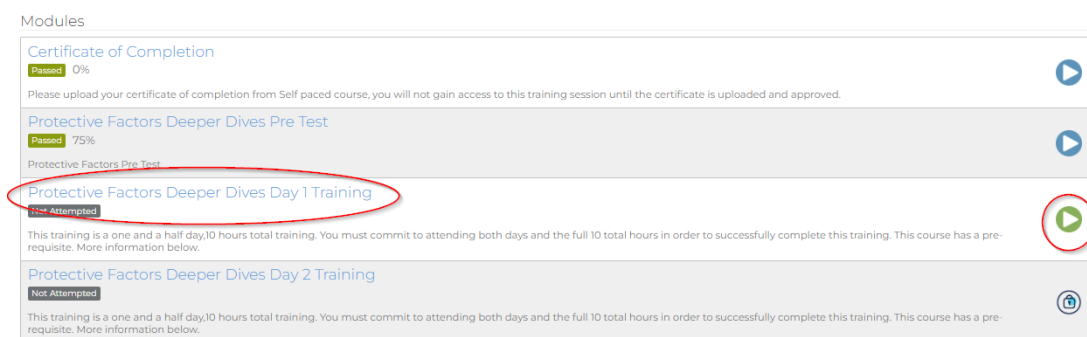 Modules
Certificate of Completion
Passed 0%
Please upload your certificate of completion from Self paced course, you will not gain access to this training session until the certificate is uploaded and approved.
Protective Factors Deeper Dives Pre Test
Passed 75%
Protective Factors Pre Test
Protective Factors Deeper Dives Day 1 Training
Not Attempted
This training is a one and a half day,10 hours total training. You must commit to attending both days and the full 10 total hours in order to successfully complete this training. This course has a pre-
requisite. More information below.
Protective Factors Deeper Dives Day 2 Training
Not Attempted
This training is a one and a half day,10 hours total training. You must commit to attending both days and the full 10 total hours in order to successfully complete this training. This course has a pre-
requisite. More information below.